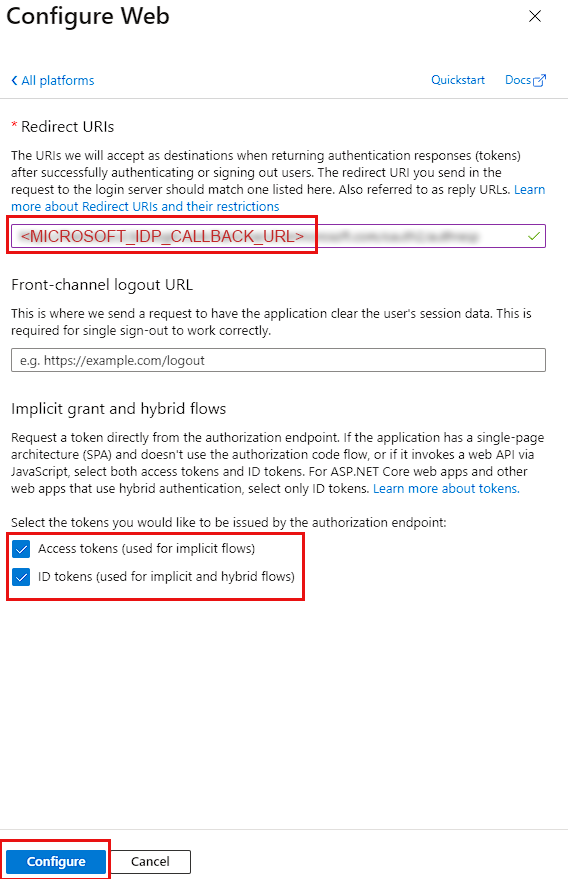 Configure Web
All platforms Quickstart Docs
* Redirect URIs
The URIs we will accept as destinations when returning authentication responses (tokens)
after successfully authenticating or signing out users. The redirect URI you send in the
request to the login server should match one listed here. Also referred to as reply URLs. Learn
more about Redirect URIs and their restrictions
<MICROSOFT_IDP_CALLBACK_URL>
Front-channel logout URL
This is where we send a request to have the application clear the user's session data. This is
required for single sign-out to work correctly.
e.g. https://example.com/logout
Implicit grant and hybrid flows
Request a token directly from the authorization endpoint. If the application has a single-page
architecture (SPA) and doesn't use the authorization code flow, or if it invokes a web API via
JavaScript, select both access tokens and ID tokens. For ASP.NET Core web apps and other
web apps that use hybrid authentication, select only ID tokens. Learn more about tokens.
Select the tokens you would like to be issued by the authorization endpoint:
Access tokens (used for implicit flows)
ID tokens (used for implicit and hybrid flows)
Configure Cancel